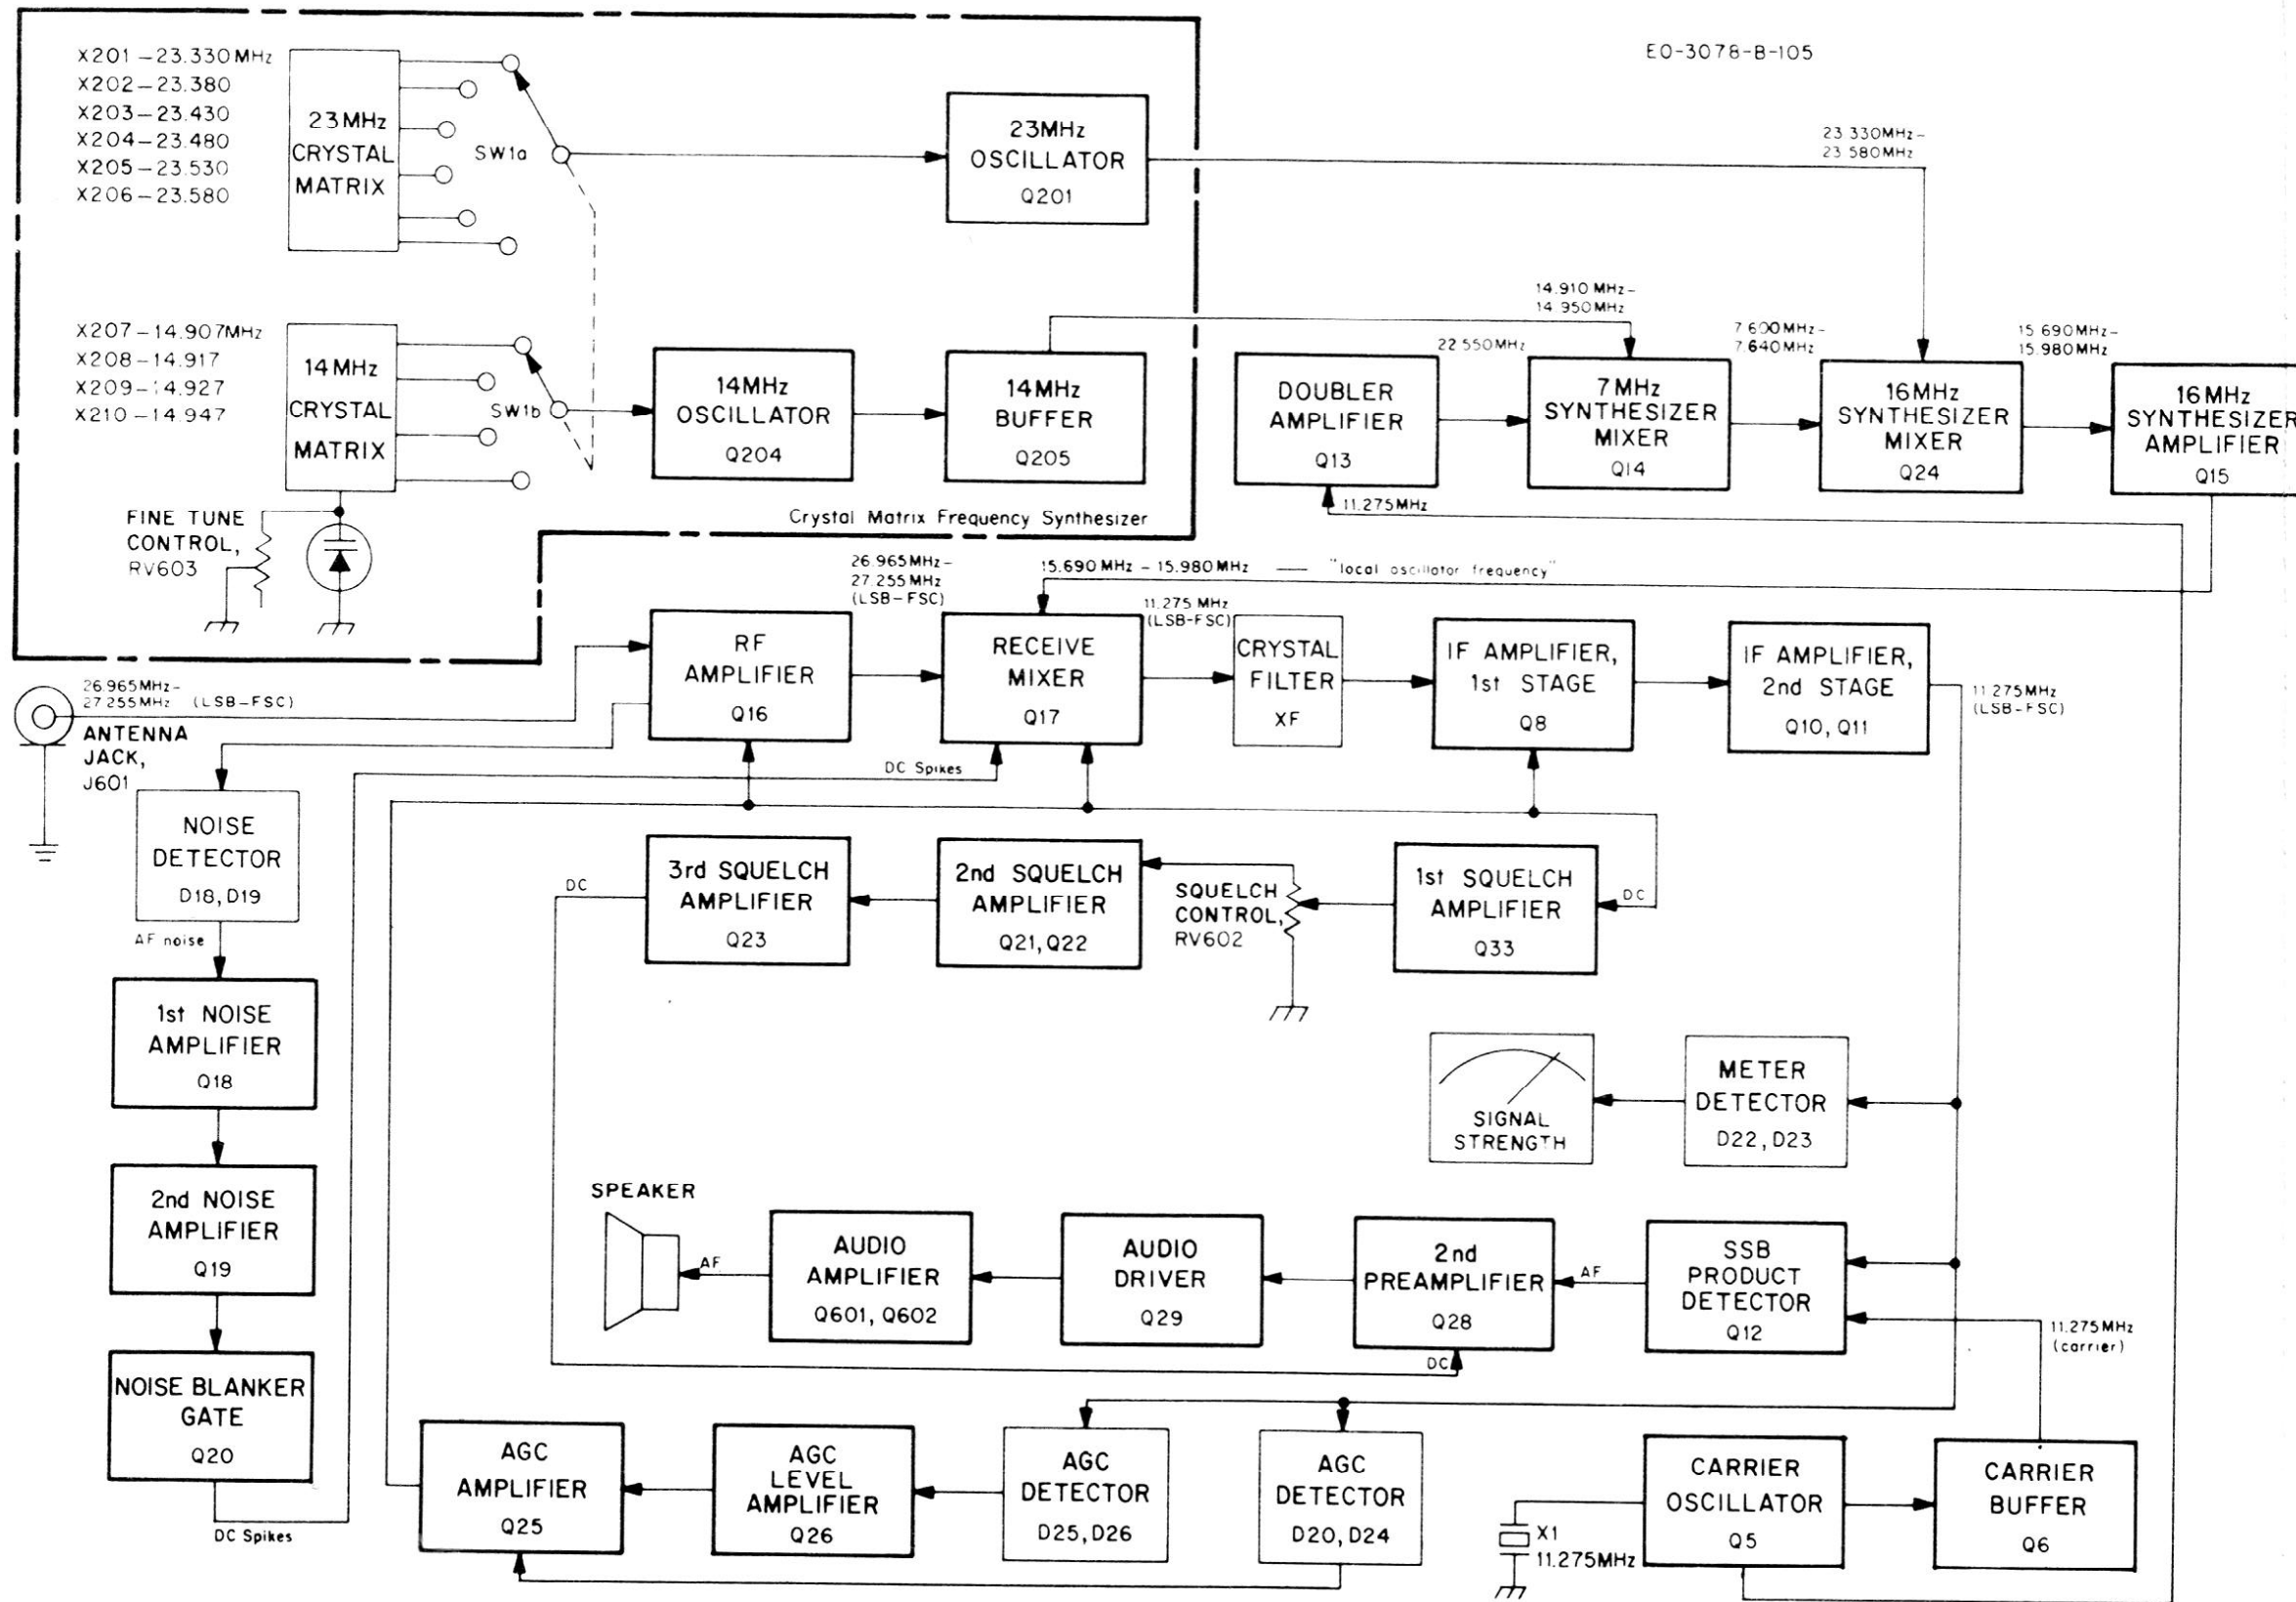 EO-3078-B-105
X201-23.330MHz
X202-23.380
X203-23.430
X204-23.480
X205-23.530
X206-23.580
23MHz
CRYSTAL
MATRIX
SW1a
23MHz
OSCILLATOR
Q201
23 330MHz-
23 580MHz
X207-14.907MHz
X208-14.917
X209-14.927
X210-14.947
14MHz
CRYSTAL
MATRIX
SW1b
14MHz
OSCILLATOR
Q204
14MHz
BUFFER
Q205
14.910 MHz-
14 950MHz
22 550MHz
DOUBLER
AMPLIFIER
Q13
11.275MHz
7MHz
SYNTHESIZER
MIXER
Q14
7 600MHz-
7.640MHz
16MHz
SYNTHESIZER
MIXER
Q24
15 690MHz-
15.980MHz
16MHz
SYNTHESIZER
AMPLIFIER
Q15
FINE TUNE
CONTROL,
RV603
Crystal Matrix Frequency Synthesizer
26.965MHz-
27.255MHz
(LSB-FSC)
15.690MHz - 15.980MHz — "local oscillator frequency"
11.275 MHz
(LSB-FSC)
26.965MHz-
27 255MHz (LSB-FSC)
ANTENNA
JACK,
J601
RF
AMPLIFIER
Q16
RECEIVE
MIXER
Q17
CRYSTAL
FILTER
XF
IF AMPLIFIER,
1st STAGE
Q8
IF AMPLIFIER,
2nd STAGE
Q10, Q11
11.275MHz
(LSB-FSC)
DC Spikes
NOISE
DETECTOR
D18, D19
AF noise
3rd SQUELCH
AMPLIFIER
Q23
DC
2nd SQUELCH
AMPLIFIER
Q21, Q22
SQUELCH
CONTROL,
RV602
1st SQUELCH
AMPLIFIER
Q33
DC
1st NOISE
AMPLIFIER
Q18
SIGNAL
STRENGTH
METER
DETECTOR
D22, D23
2nd NOISE
AMPLIFIER
Q19
SPEAKER
AF
AUDIO
AMPLIFIER
Q601, Q602
AUDIO
DRIVER
Q29
2nd
PREAMPLIFIER
Q28
AF
SSB
PRODUCT
DETECTOR
Q12
11.275MHz
(carrier)
DC
NOISE BLANKER
GATE
Q20
DC Spikes
AGC
AMPLIFIER
Q25
AGC
LEVEL
AMPLIFIER
Q26
AGC
DETECTOR
D25, D26
AGC
DETECTOR
D20, D24
X1
11.275MHz
CARRIER
OSCILLATOR
Q5
CARRIER
BUFFER
Q6